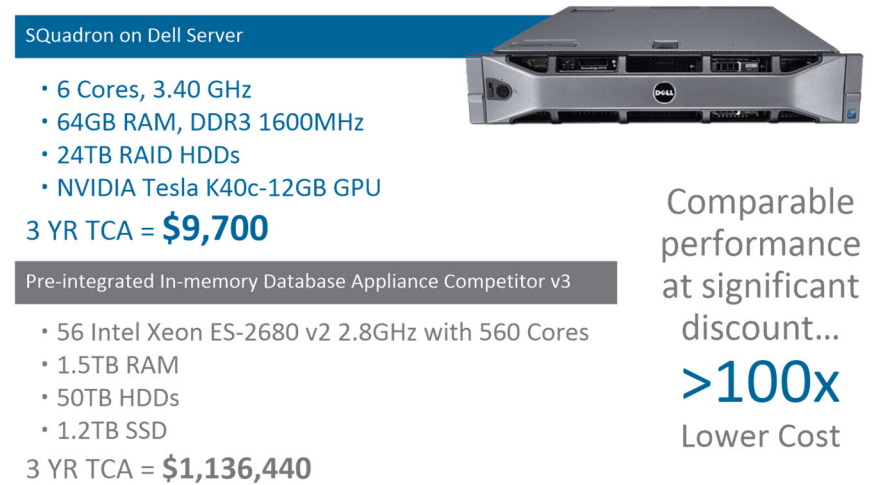 SQuadron on Dell Server
• 6 Cores, 3.40 GHz
• 64GB RAM, DDR3 1600MHz
• 24TB RAID HDDs
• NVIDIA Tesla K40c-12GB GPU
3 YR TCA = $9,700
DELL
Pre-integrated In-memory Database Appliance Competitor v3
• 56 Intel Xeon ES-2680 v2 2.8GHz with 560 Cores
• 1.5TB RAM
• 50TB HDDs
• 1.2TB SSD
3 YR TCA = $1,136,440
Comparable
performance
at significant
discount...
>100x
Lower Cost